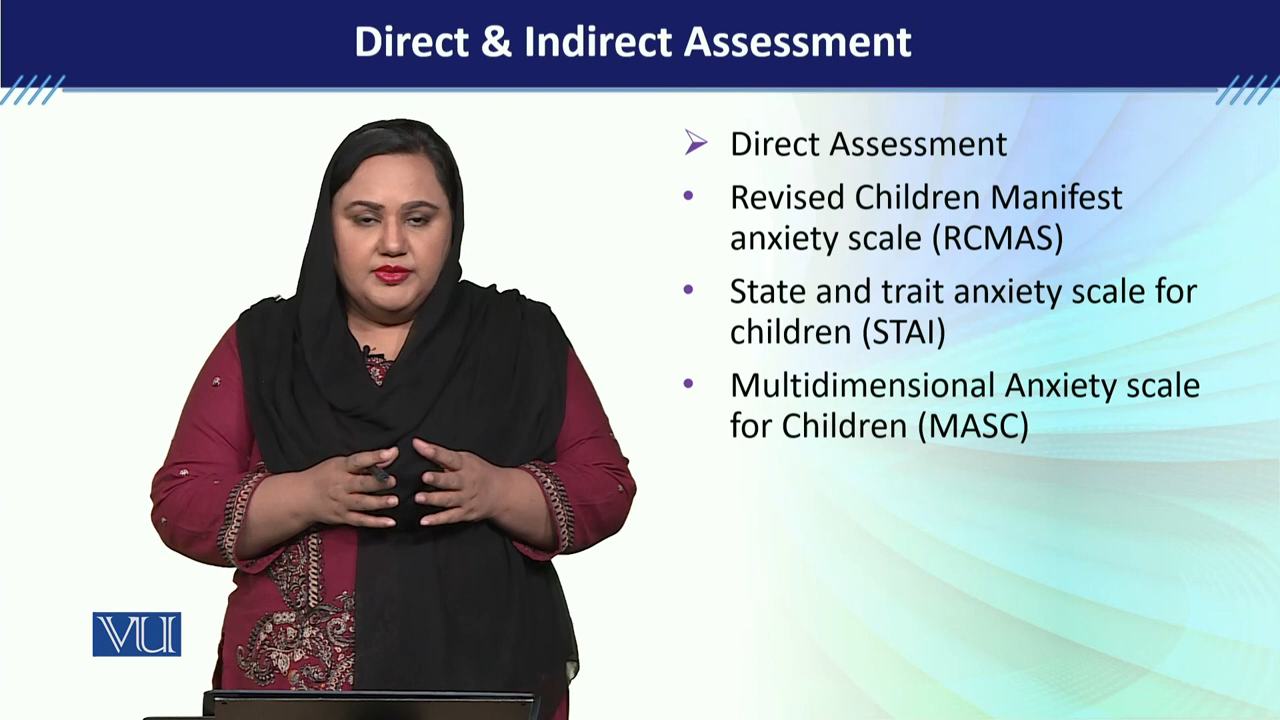 Direct & Indirect Assessment
Direct Assessment
Revised Children Manifest
anxiety scale (RCMAS)
State and trait anxiety scale for
children (STAI)
Multidimensional Anxiety scale
for Children (MASC)
VU